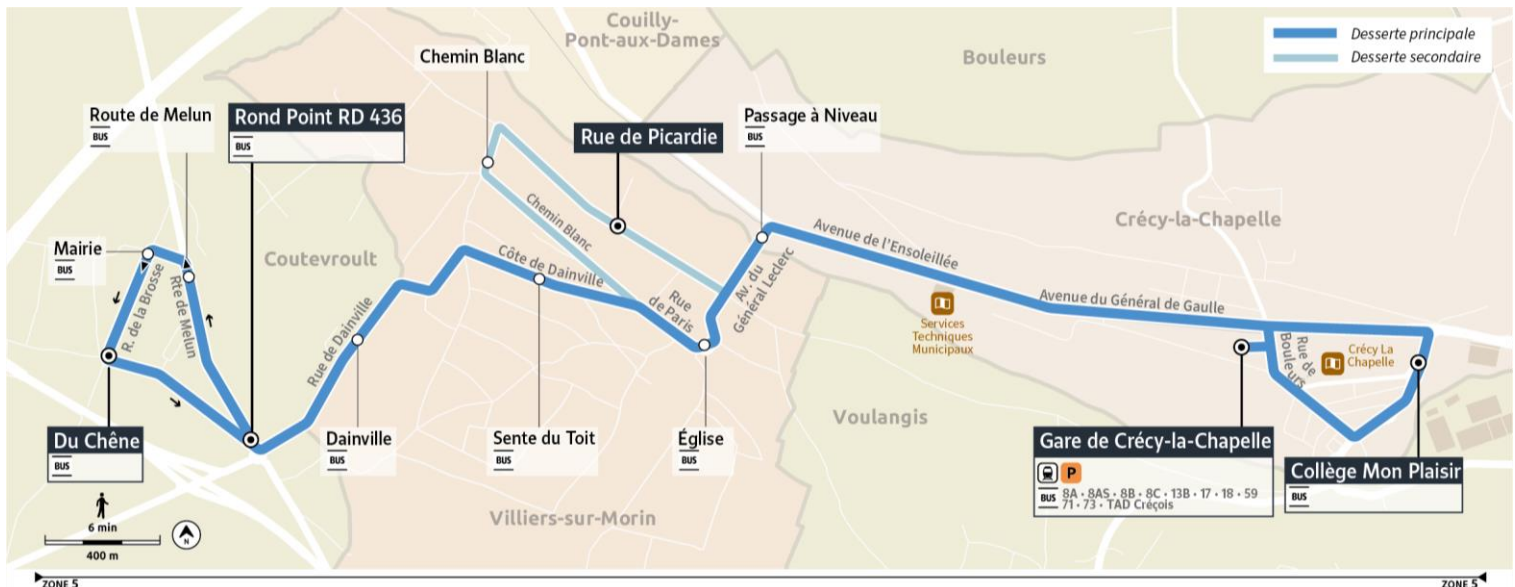 Couilly-
Pont-aux-Dames
Bouleurs
Desserte principale
Desserte secondaire
Chemin Blanc
Route de Melun
BUS
Rond Point RD 436
BUS
Rue de Picardie
Passage à Niveau
BUS
Crécy-la-Chapelle
Chemin Blanc
Avenue de l'Ensoleillée
Mairie
BUS
Coutevroult
Côte de Dainville
R. de la Brosse
Rte de Melun
Rue de Dainville
Rue
de Paris
Av. du
Général Leclerc
Avenue du Général de Gaulle
Services
Techniques
Municipaux
Rue de
Bouleurs
Crécy La
Chapelle
Voulangis
Du Chêne
BUS
Dainville
BUS
Sente du Toit
BUS
Église
BUS
Gare de Crécy-la-Chapelle
P
BUS 8A • 8AS • 8B • 8C • 13B • 17 • 18 • 59
71 • 73 • TAD Créçois
Collège Mon Plaisir
BUS
Villiers-sur-Morin
6 min
400 m
N
ZONE 5
ZONE 5